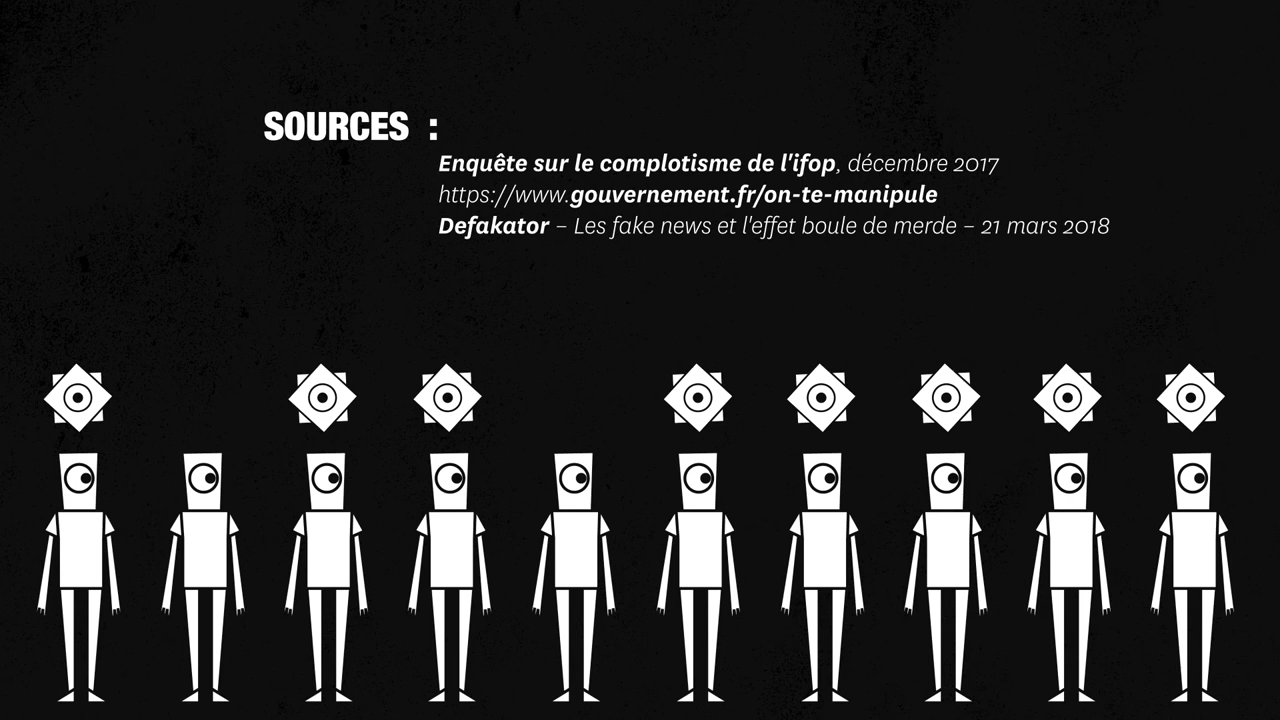 SOURCES :
Enquête sur le complotisme de l'ifop, décembre 2017
https://www.gouvernement.fr/on-te-manipule
Defakator – Les fake news et l'effet boule de merde – 21 mars 2018